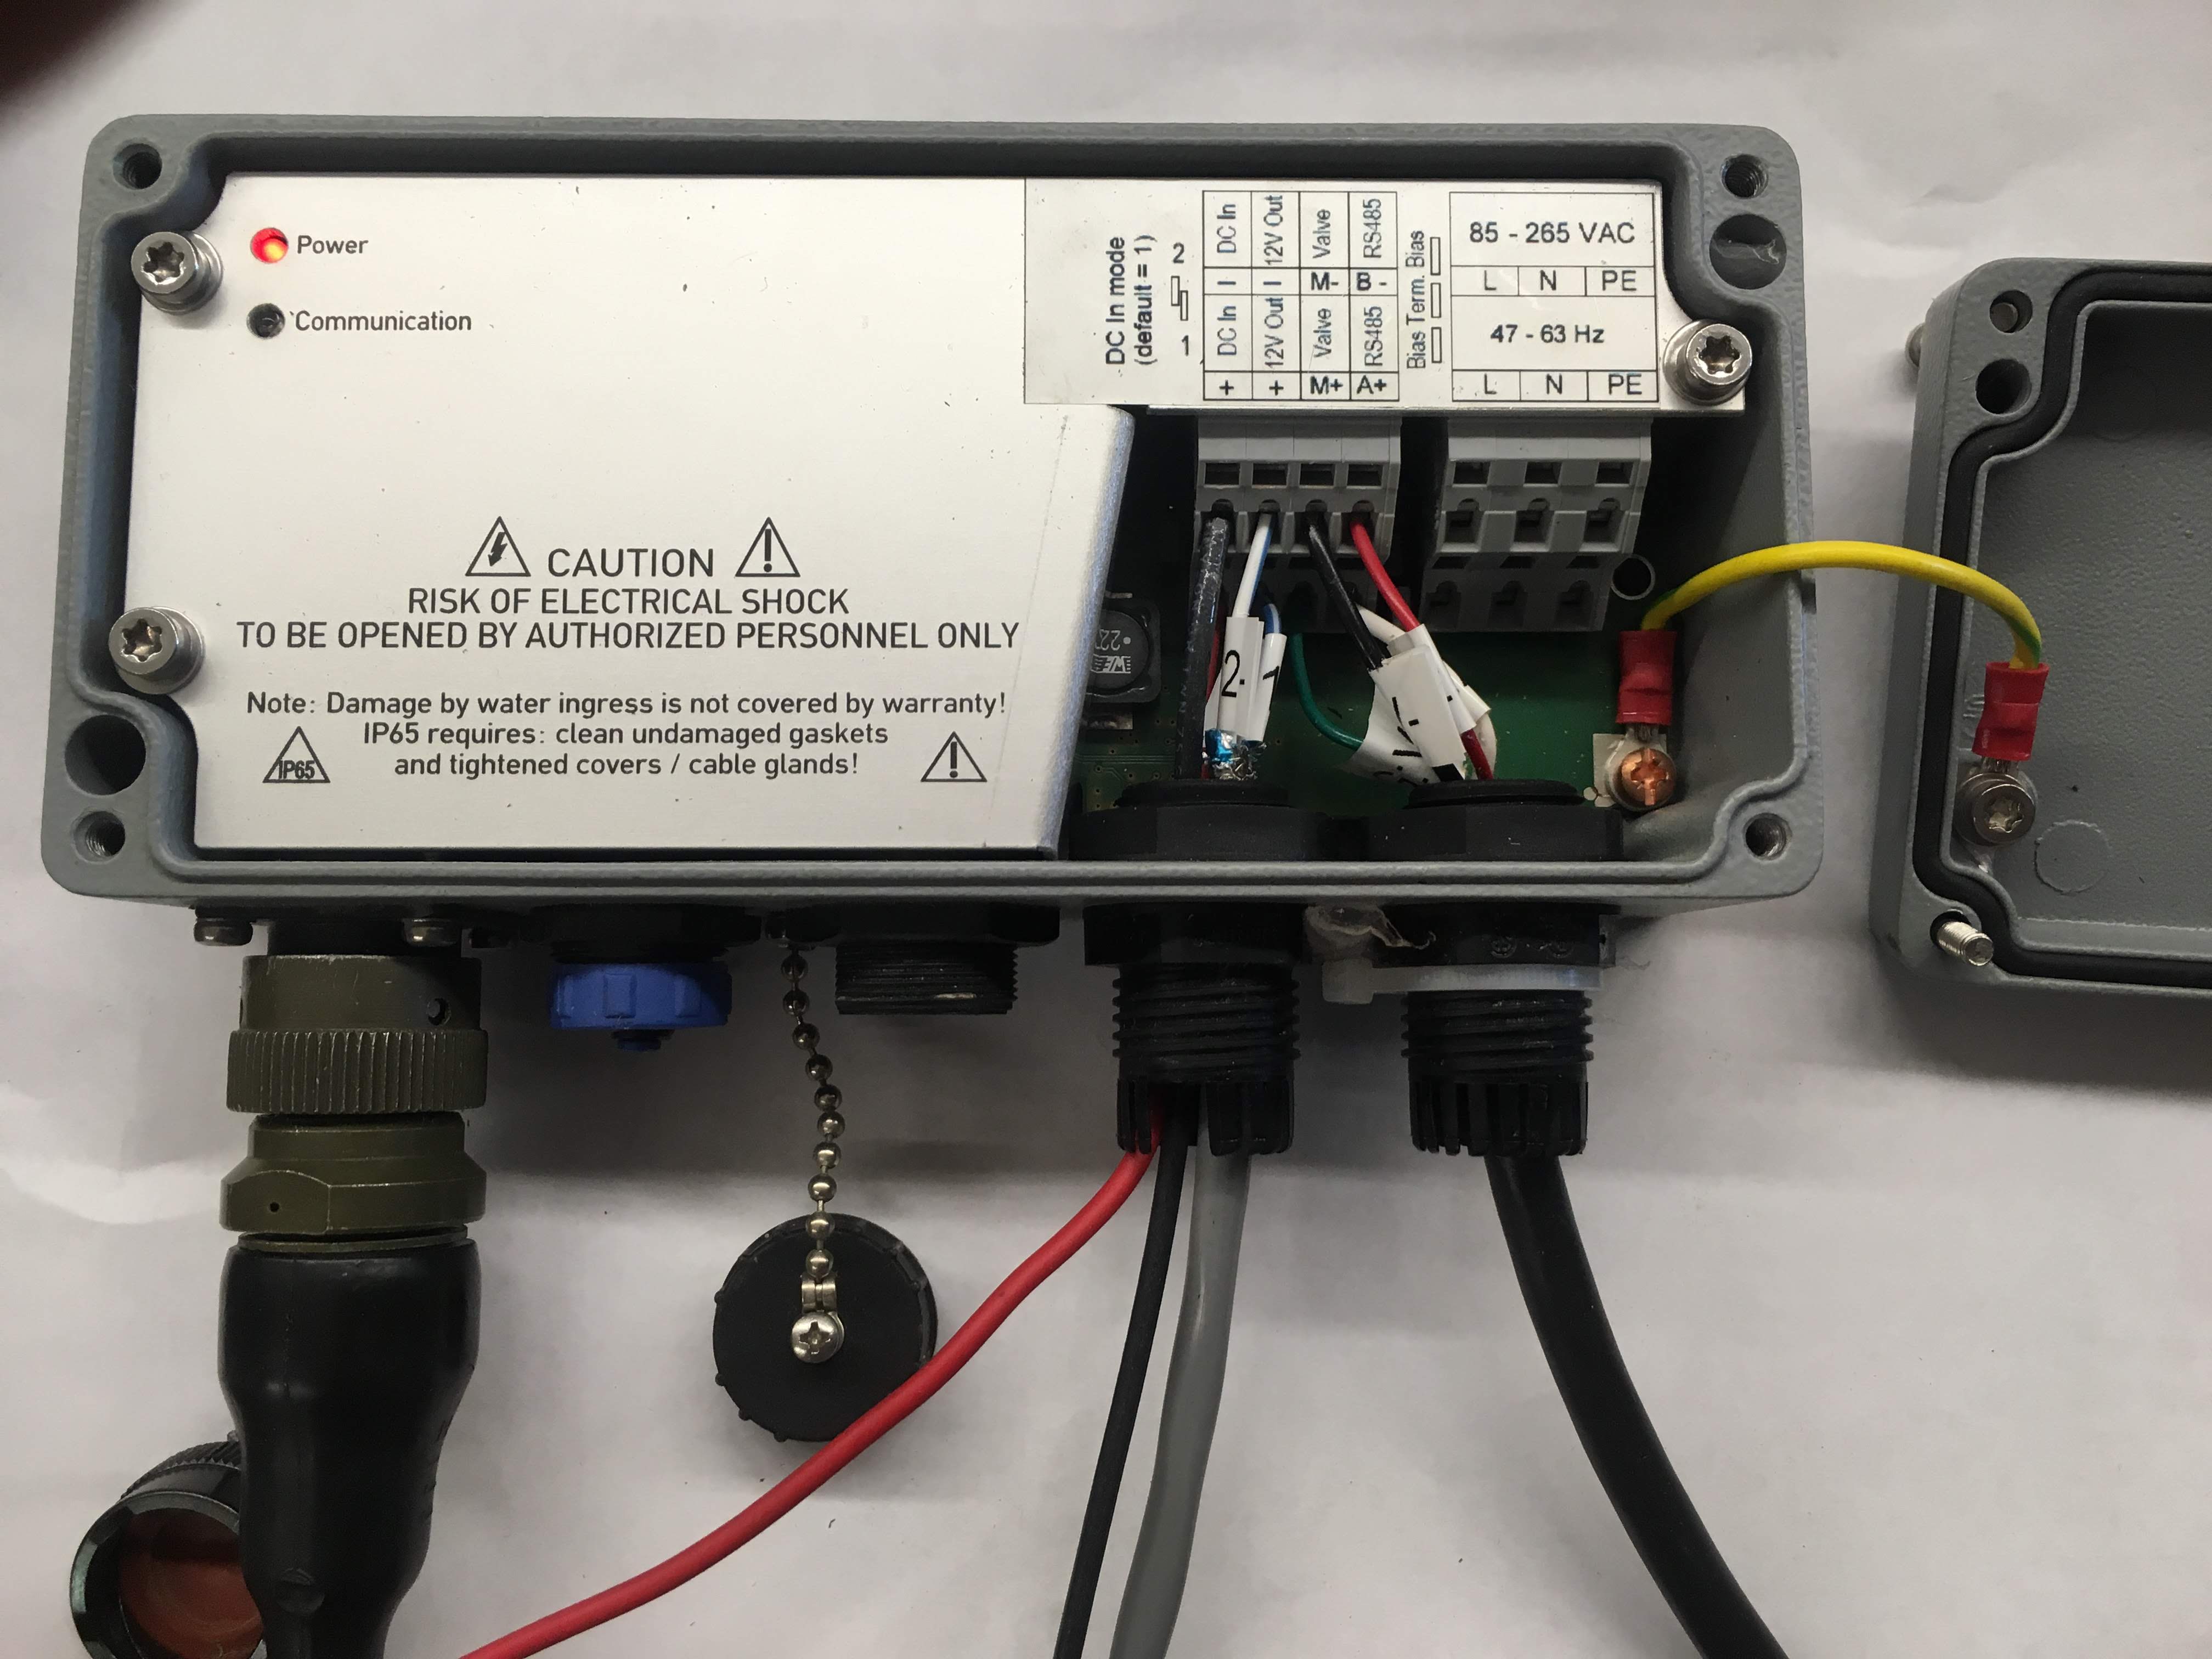 Power
Communication
DC In mode
(default = 1)
2
1
DC In
12V Out
Valve
RS485
M-
B -
DC In
12V Out
Valve
RS485
+
+
M+
A+
Bias Term. Bias
85 - 265 VAC
L N PE
47 - 63 Hz
L N PE
CAUTION
RISK OF ELECTRICAL SHOCK
TO BE OPENED BY AUTHORIZED PERSONNEL ONLY
Note: Damage by water ingress is not covered by warranty!
IP65 requires: clean undamaged gaskets
and tightened covers / cable glands!
IP65
2.
1